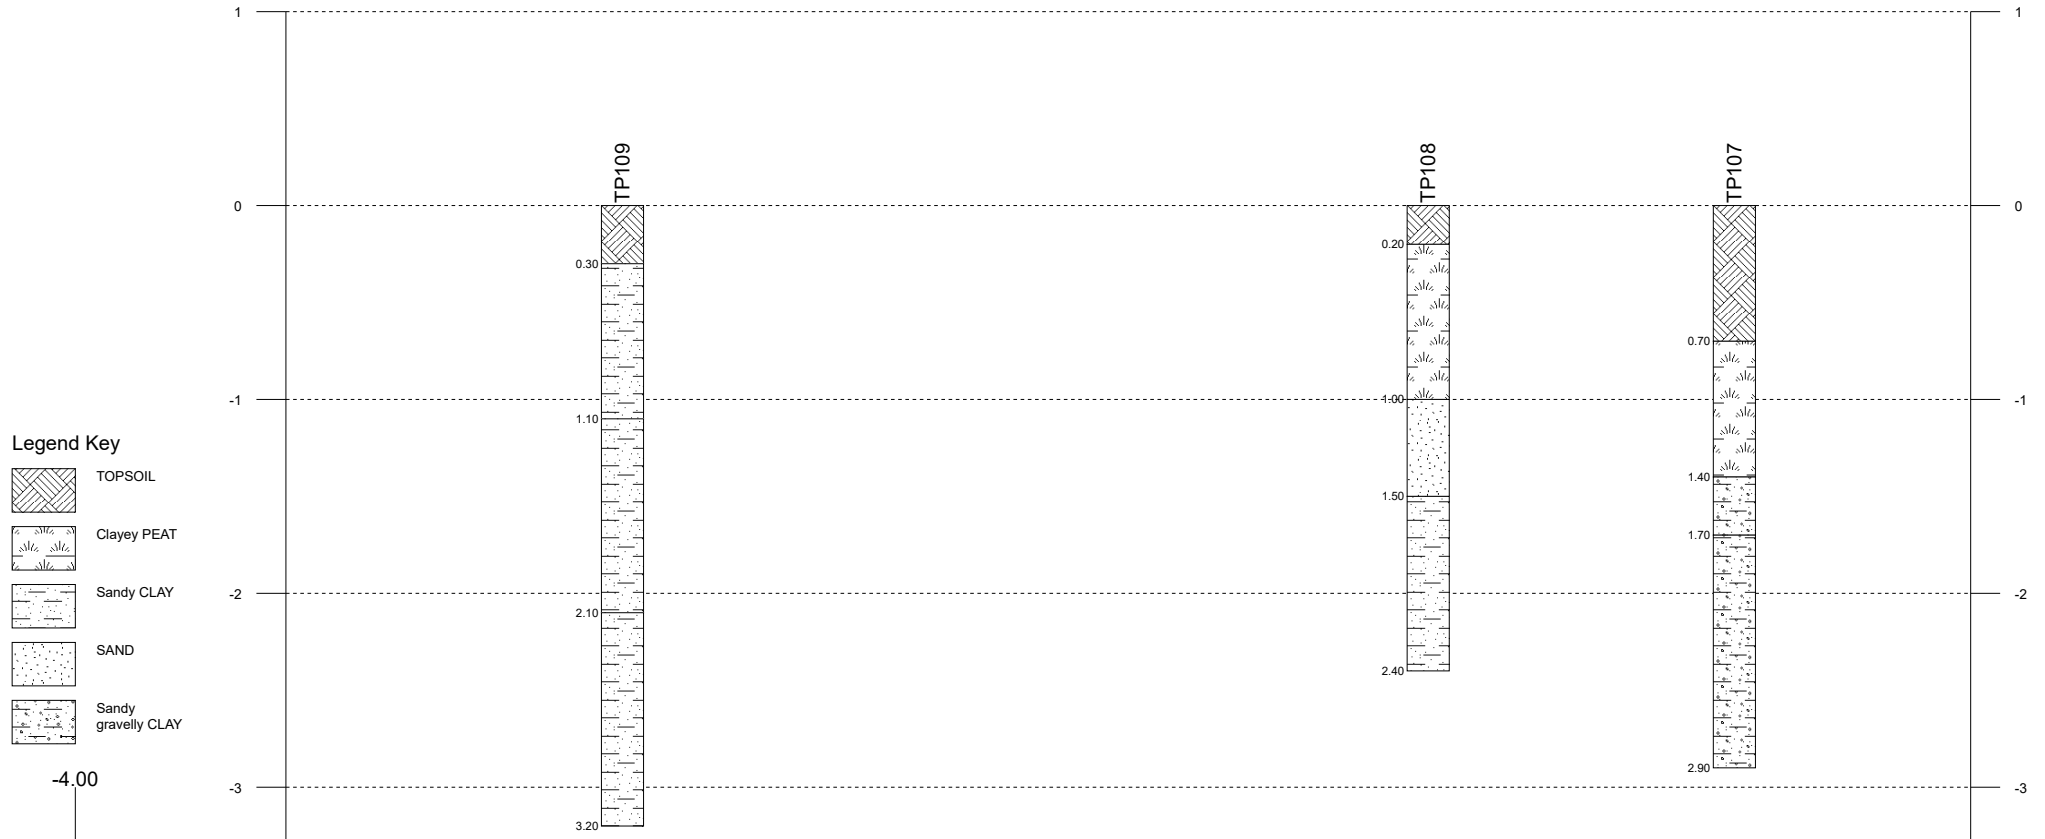 1
1
TP109
TP108
TP107
0
0
0.20
0.30
0.70
-1
1.00
-1
1.10
Legend Key
TOPSOIL
1.40
1.50
Clayey PEAT
1.70
Sandy CLAY
-2
-2
2.10
SAND
2.40
Sandy
gravelly CLAY
2.90
-4.00
-3
-3
3.20